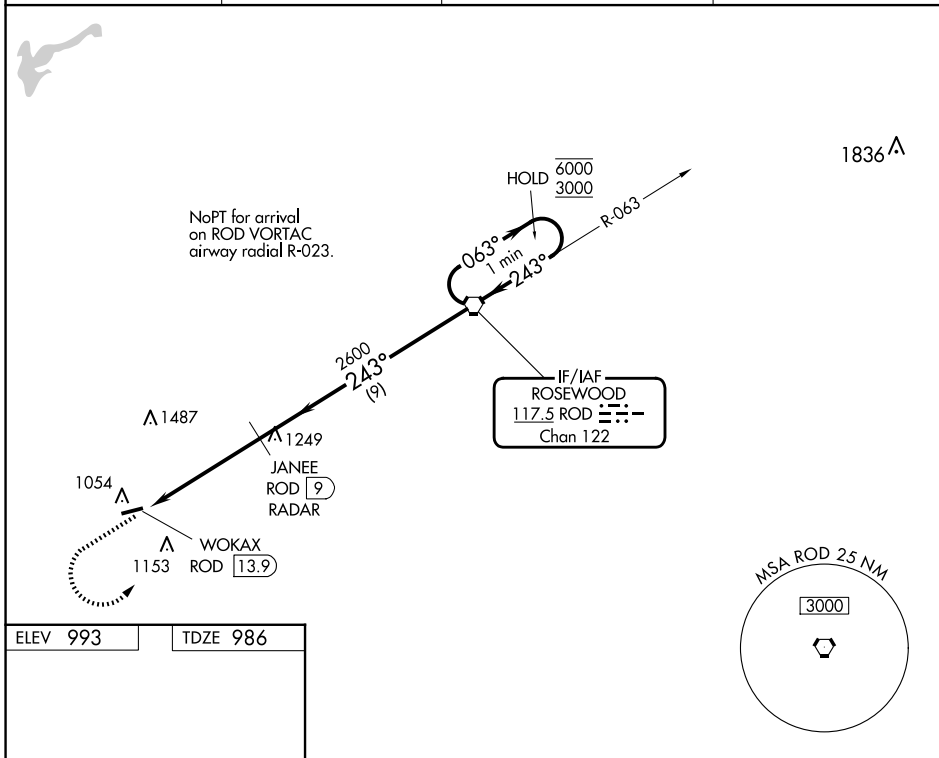 1836
HOLD
6000
3000
R-063
NoPT for arrival
on ROD VORTAC
airway radial R-023.
063°
1 min
243°
2600
243°
(9)
IF/IAF
ROSEWOOD
117.5 ROD
Chan 122
1487
1249
JANEE
ROD 9
RADAR
1054
WOKAX
ROD 13.9
1153
MSA ROD 25 NM
3000
ELEV 993
TDZE 986